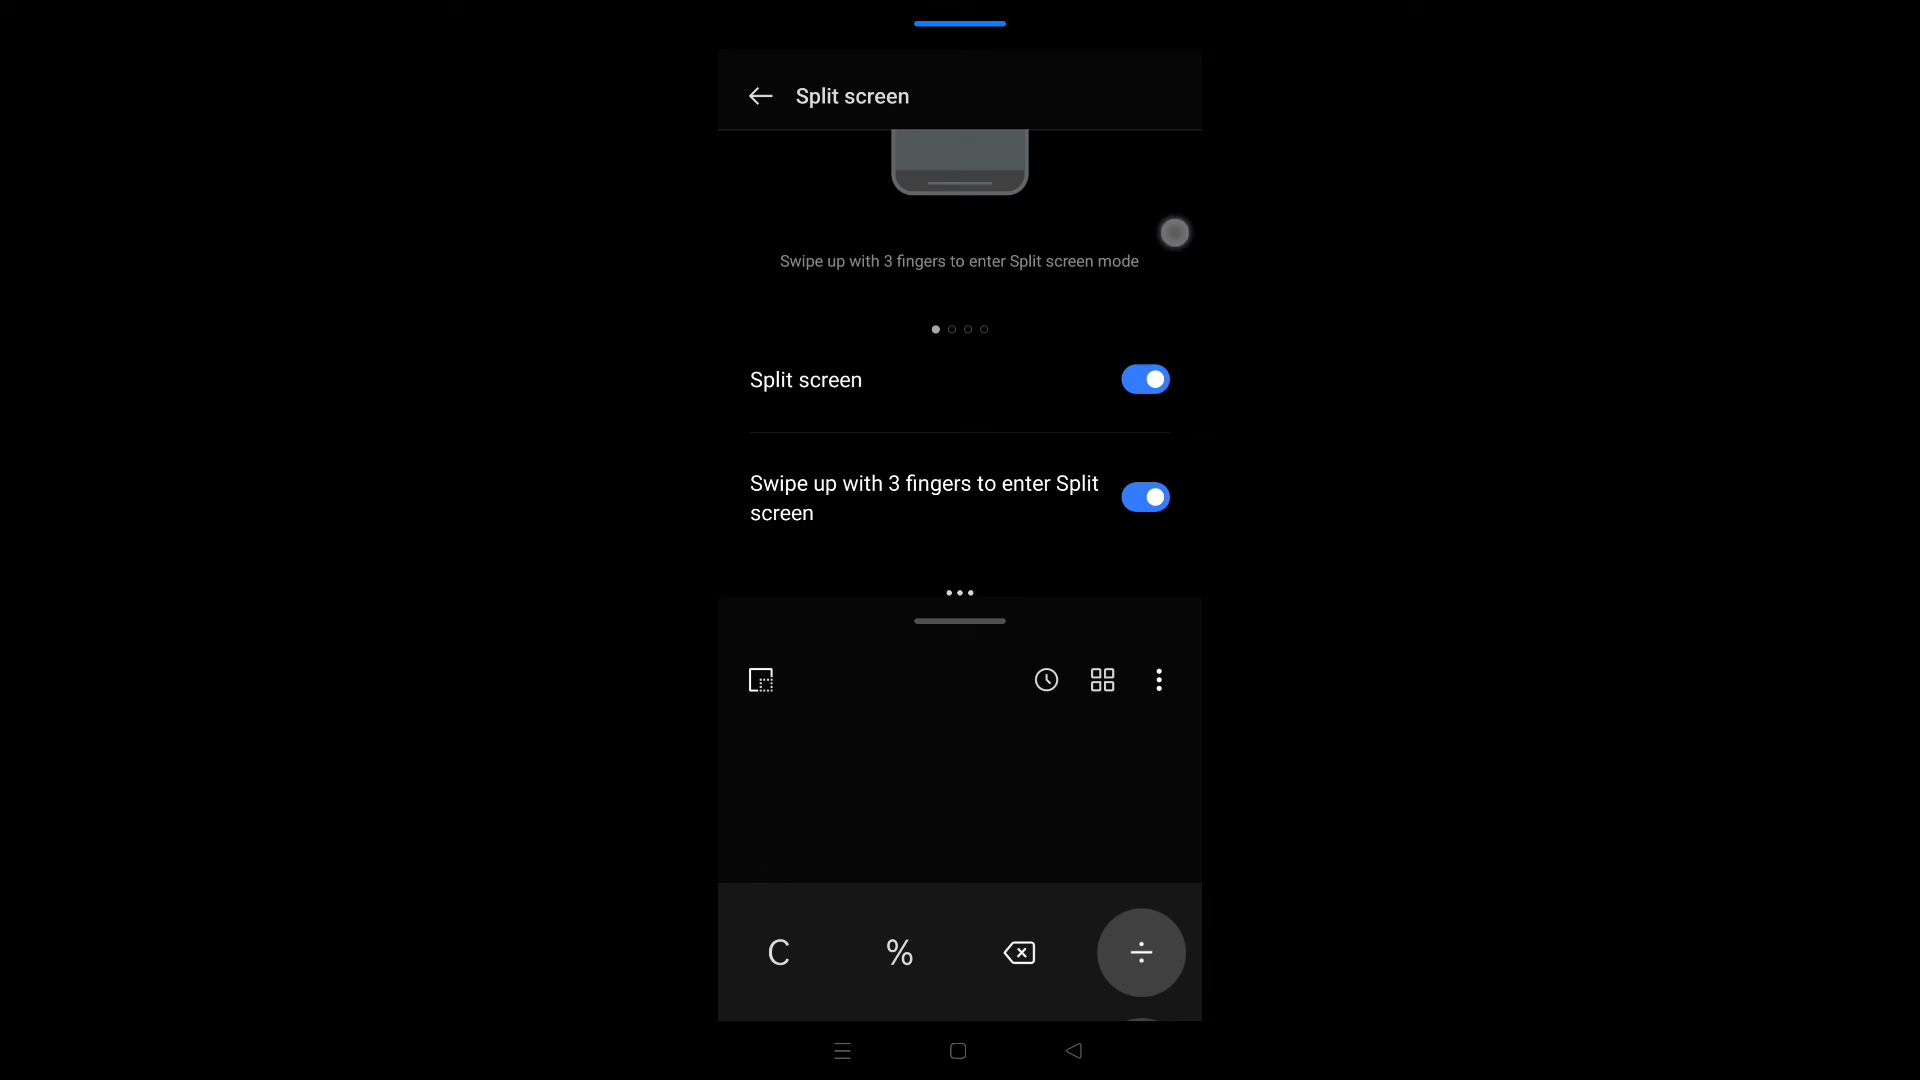 Split screen
Swipe up with 3 fingers to enter Split screen mode
Split screen
Swipe up with 3 fingers to enter Split
screen
C % ÷